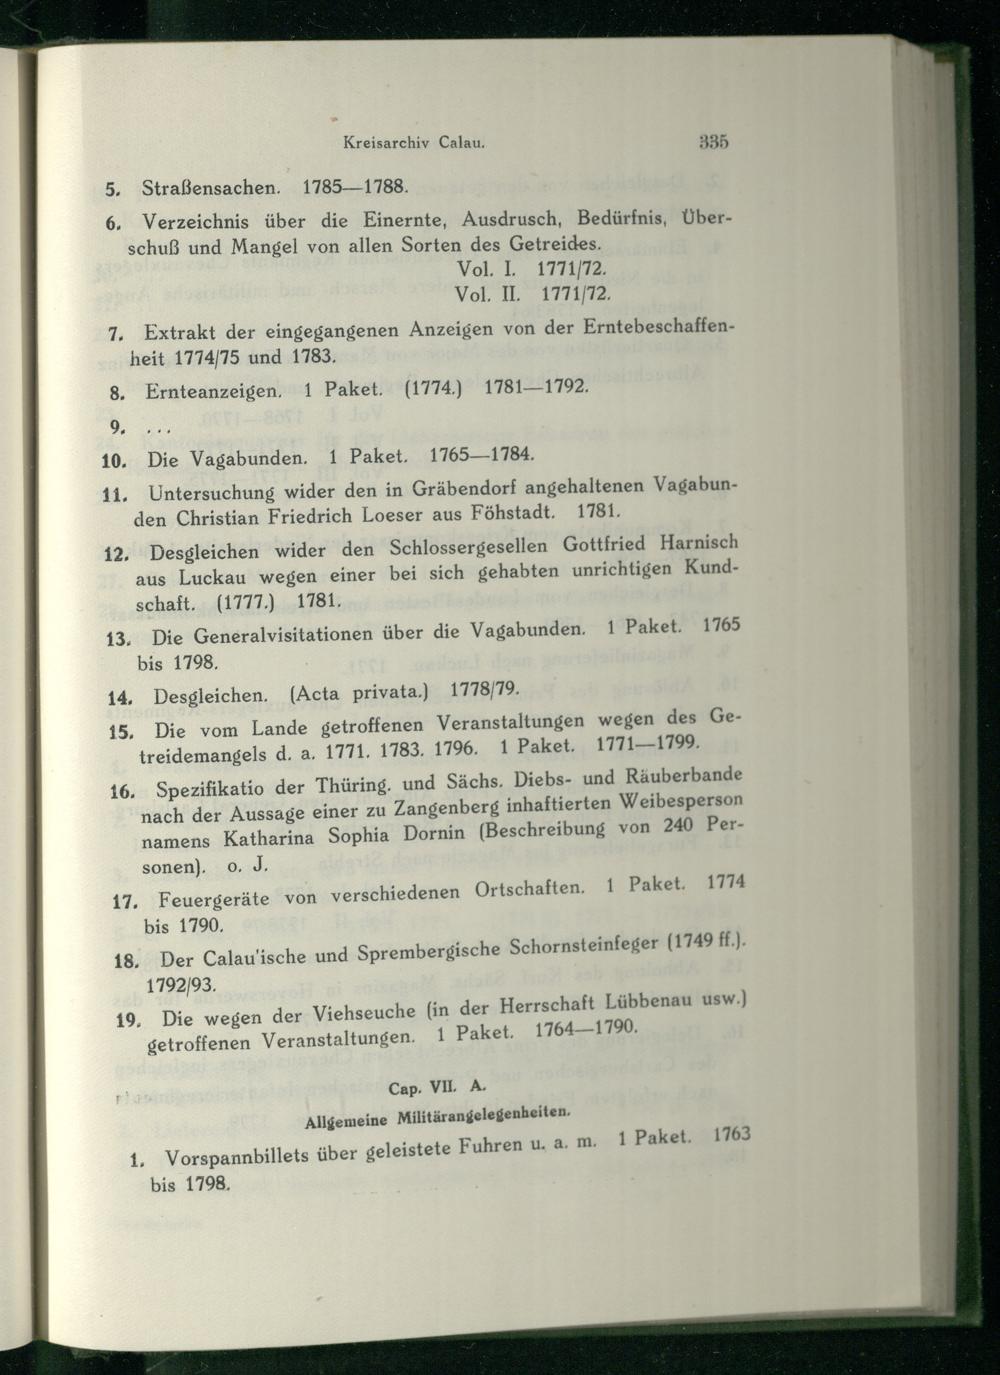 Kreisarchiv Calau. 335
5. Straßensachen. 1785—1788.
6. Verzeichnis über die Einernte, Ausdrusch, Bedürfnis, Über-
schuß und Mangel von allen Sorten des Getreides.
Vol. I. 1771/72.
Vol. II. 1771/72.
7. Extrakt der eingegangenen Anzeigen von der Erntebeschaffen-
heit 1774/75 und 1783.
8. Ernteanzeigen. 1 Paket. (1774.) 1781—1792.
9. ...
10. Die Vagabunden. 1 Paket. 1765—1784.
11. Untersuchung wider den in Gräbendorf angehaltenen Vagabun-
den Christian Friedrich Loeser aus Föhstadt. 1781.
12. Desgleichen wider den Schlossergesellen Gottfried Harnisch
aus Luckau wegen einer bei sich gehabten unrichtigen Kund-
schaft. (1777.) 1781.
13. Die Generalvisitationen über die Vagabunden. 1 Paket. 1765
bis 1798.
14. Desgleichen. (Acta privata.) 1778/79.
15. Die vom Lande getroffenen Veranstaltungen wegen des Ge-
treidemangels d. a. 1771. 1783. 1796. 1 Paket. 1771—1799.
16. Spezifikatio der Thüring. und Sächs. Diebs- und Räuberbande
nach der Aussage einer zu Zangenberg inhaftierten Weibesperson
namens Katharina Sophia Dornin (Beschreibung von 240 Per-
sonen). o. J.
17. Feuergeräte von verschiedenen Ortschaften. 1 Paket. 1774
bis 1790.
18. Der Calau'ische und Sprembergische Schornsteinfeger (1749 ff.).
1792/93.
19. Die wegen der Viehseuche (in der Herrschaft Lübbenau usw.)
getroffenen Veranstaltungen. 1 Paket. 1764—1790.
Cap. VII. A.
Allgemeine Militärangelegenheiten.
1. Vorspannbillets über geleistete Fuhren u. a. m. 1 Paket. 1763
bis 1798.